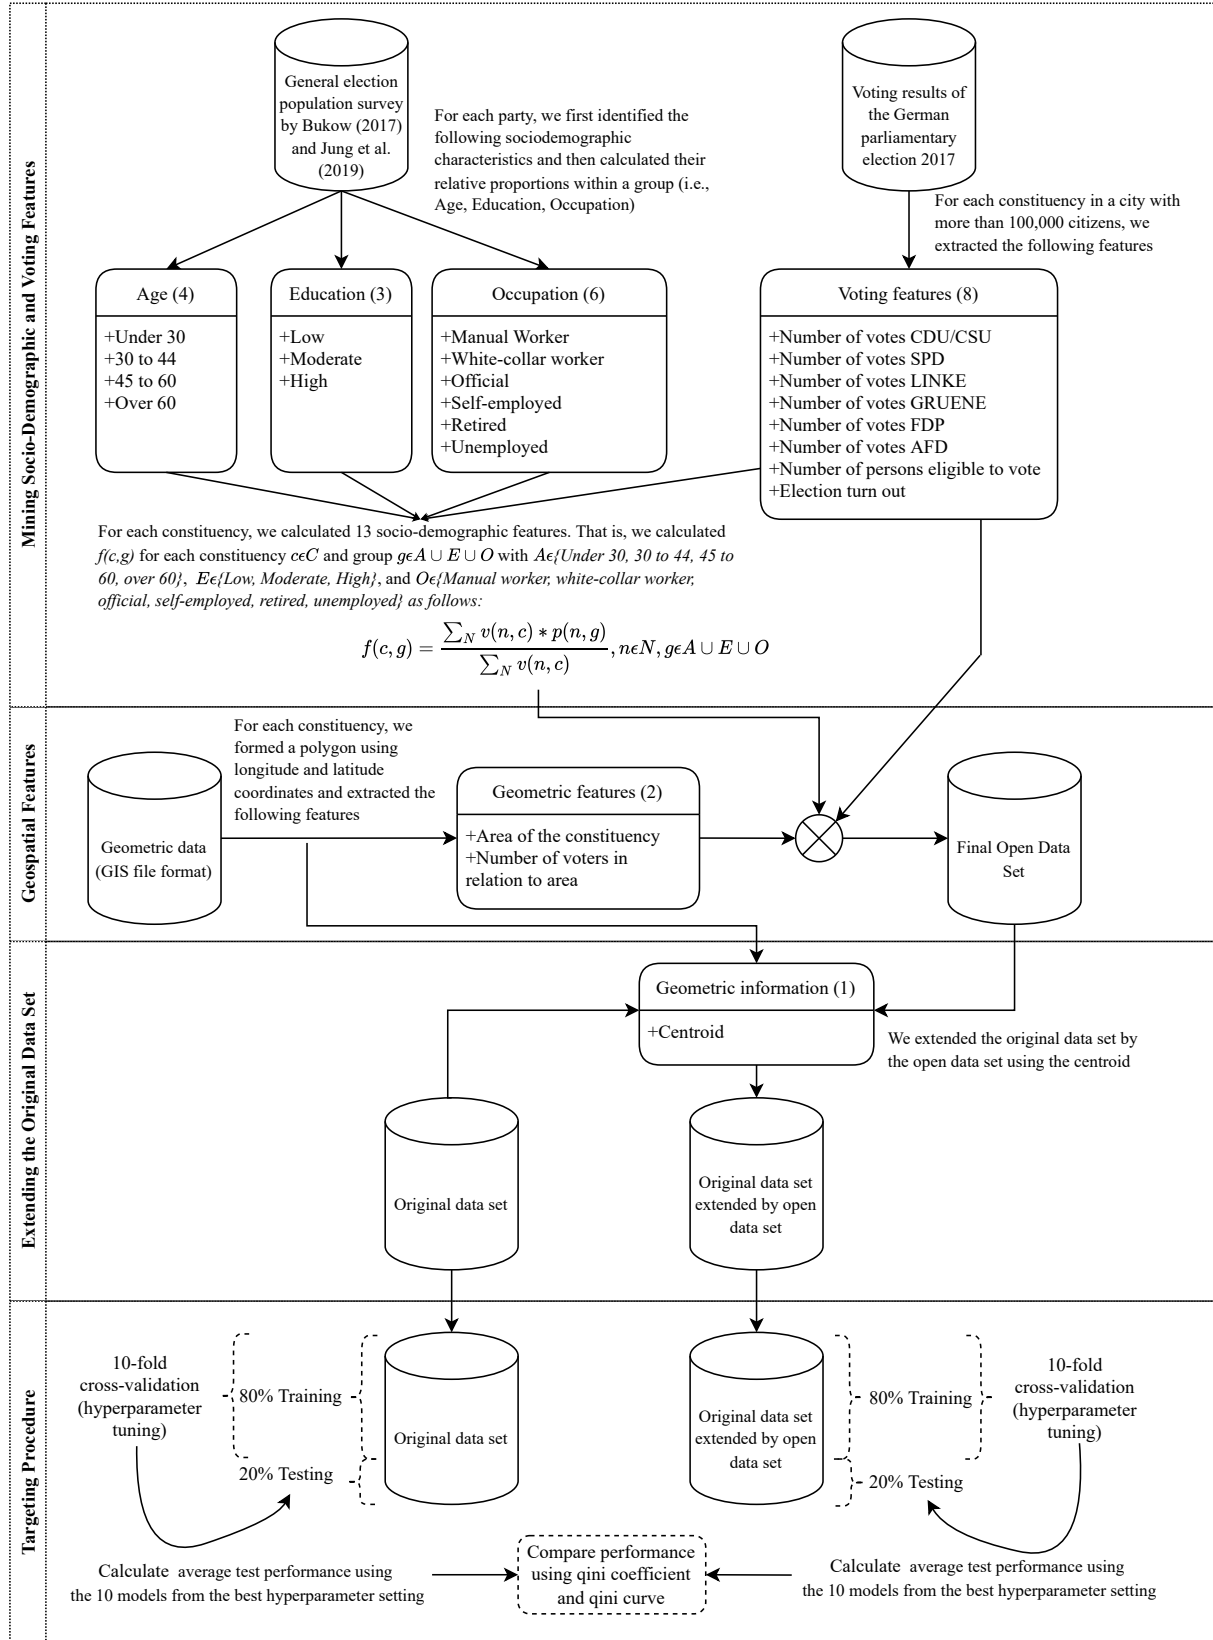 Mining Socio-Demographic and Voting Features
General election
population survey
by Bukow (2017)
and Jung et al.
(2019)
For each party, we first identified the
following sociodemographic
characteristics and then calculated their
relative proportions within a group (i.e.,
Age, Education, Occupation)
Voting results of
the German
parliamentary
election 2017
For each constituency in a city with
more than 100,000 citizens, we
extracted the following features
Age (4)
+Under 30
+30 to 44
+45 to 60
+Over 60
Education (3)
+Low
+Moderate
+High
Occupation (6)
+Manual Worker
+White-collar worker
+Official
+Self-employed
+Retired
+Unemployed
Voting features (8)
+Number of votes CDU/CSU
+Number of votes SPD
+Number of votes LINKE
+Number of votes GRUENE
+Number of votes FDP
+Number of votes AFD
+Number of persons eligible to vote
+Election turn out
For each constituency, we calculated 13 socio-demographic features. That is, we calculated
f(c,g) for each constituency cϵC and group gϵA ∪ E ∪ O with Aϵ{Under 30, 30 to 44, 45 to
60, over 60}, Eϵ{Low, Moderate, High}, and Oϵ{Manual worker, white-collar worker,
official, self-employed, retired, unemployed} as follows:
f(c, g) = ∑_N v(n, c) ∗ p(n, g) / ∑_N v(n, c), nϵN, gϵA ∪ E ∪ O
Geospatial Features
Geometric data
(GIS file format)
For each constituency, we
formed a polygon using
longitude and latitude
coordinates and extracted the
following features
Geometric features (2)
+Area of the constituency
+Number of voters in
relation to area
Final Open Data
Set
Extending the Original Data Set
Geometric information (1)
+Centroid
We extended the original data set by
the open data set using the centroid
Original data set
Original data set
extended by open
data set
Targeting Procedure
10-fold
cross-validation
(hyperparameter
tuning)
80% Training
20% Testing
Original data set
Original data set
extended by open
data set
80% Training
20% Testing
10-fold
cross-validation
(hyperparameter
tuning)
Calculate average test performance using
the 10 models from the best hyperparameter setting
Compare performance
using qini coefficient
and qini curve
Calculate average test performance using
the 10 models from the best hyperparameter setting